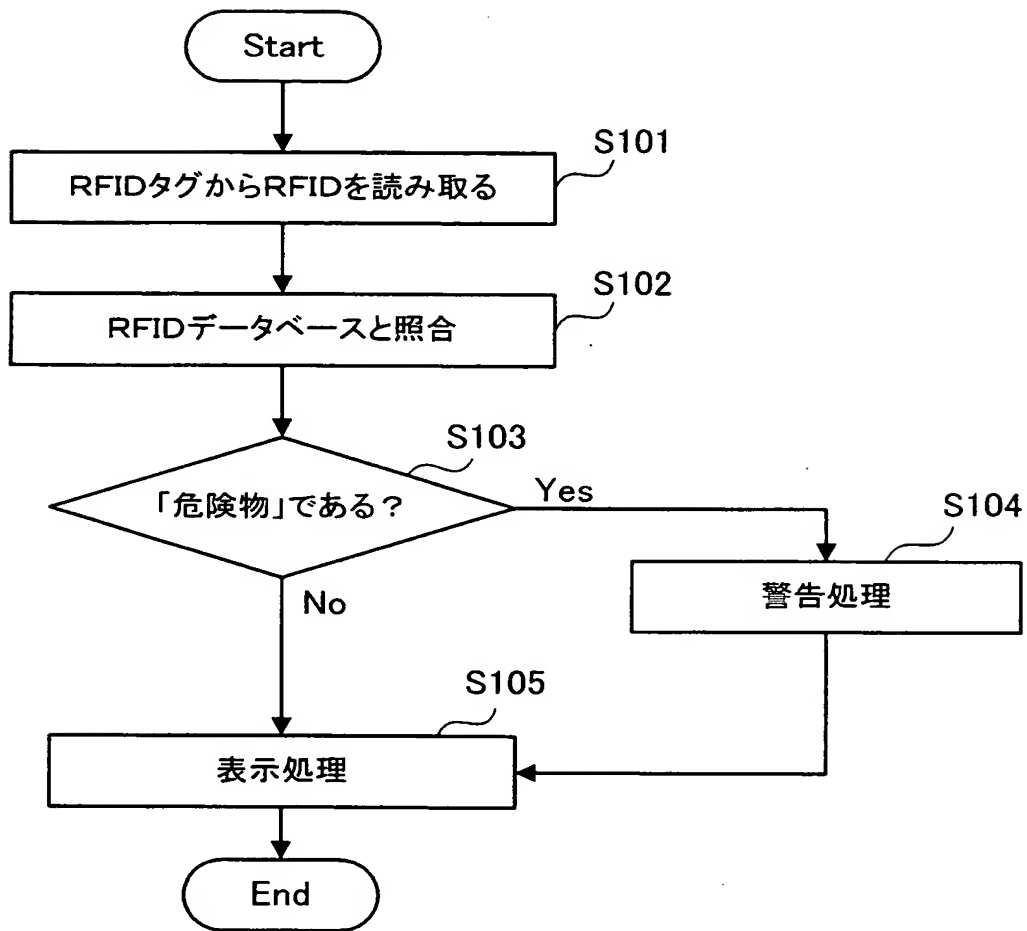 Start
S101
RFIDタグからRFIDを読み取る
S102
RFIDデータベースと照合
S103
「危険物」である?
Yes
S104
警告処理
No
S105
表示処理
End